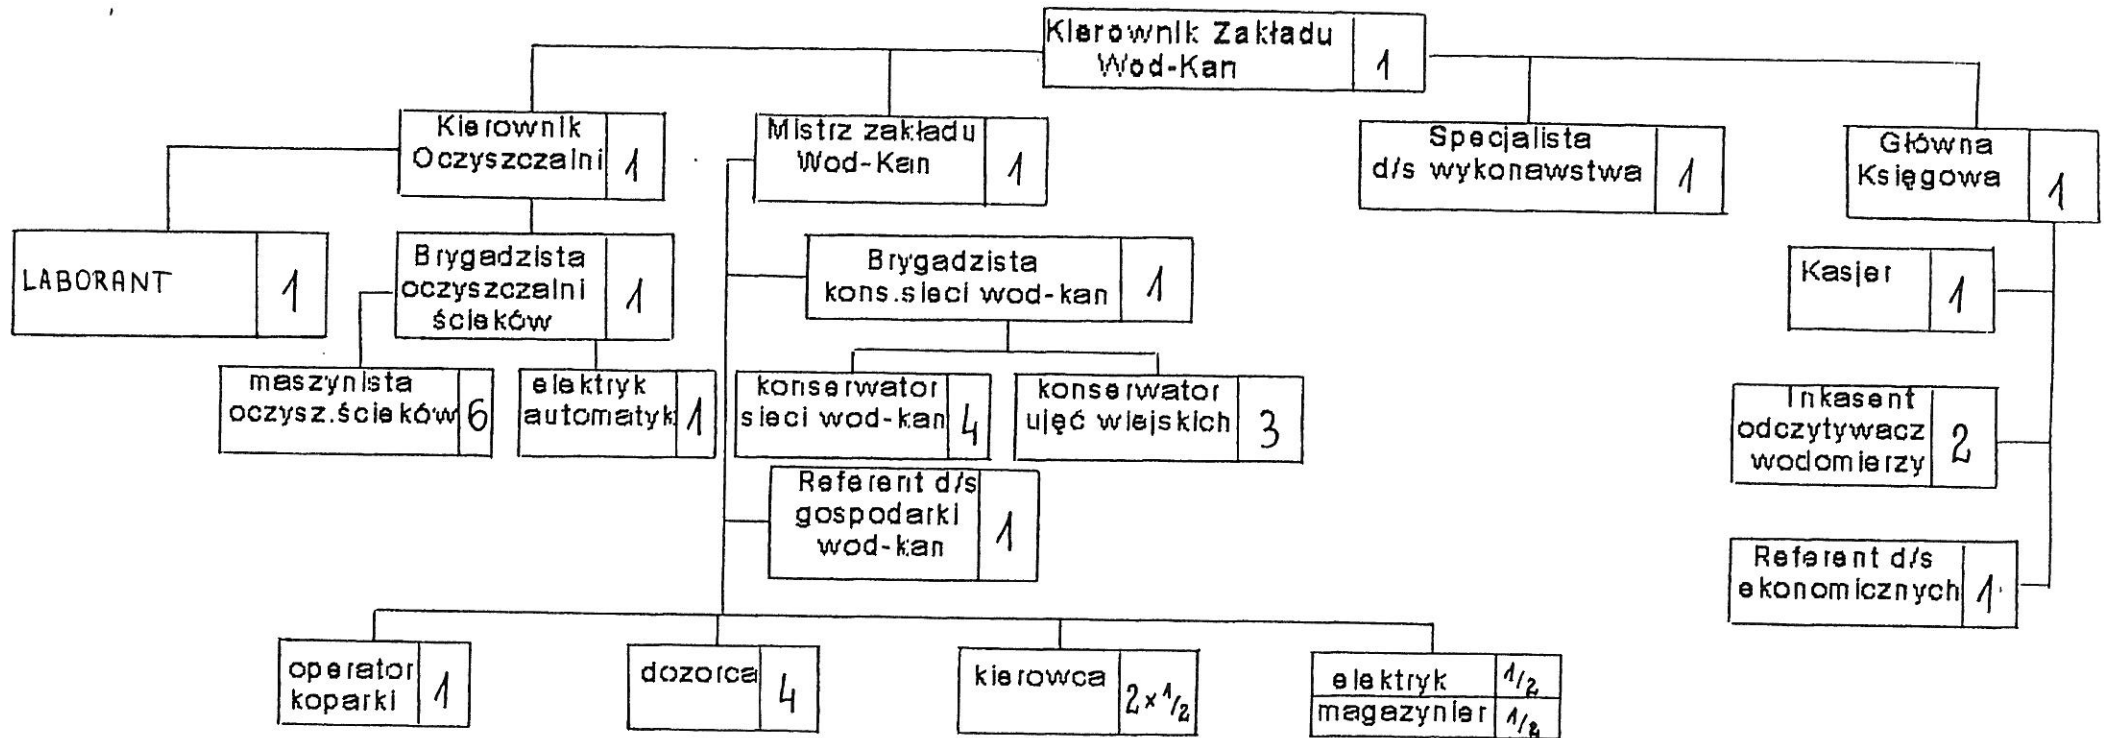 Kierownik Zakładu
Wod-Kan
1
Kierownik
Oczyszczalni
1
Mistrz zakładu
Wod-Kan
1
Specjalista
d/s wykonawstwa
1
Główna
Księgowa
1
LABORANT
1
Brygadzista
oczyszczalni
ścieków
1
Brygadzista
kons.sieci wod-kan
1
Kasjer
1
maszynista
oczysz.ścieków
6
elektryk
automatyk
1
konserwator
sieci wod-kan
4
konserwator
ujęć wiejskich
3
Inkasent
odczytywacz
wodomierzy
2
Referent d/s
gospodarki
wod-kan
1
Referent d/s
ekonomicznych
1
operator
koparki
1
dozorca
4
kierowca
2 x 1/2
elektryk
1/2
magazynier
1/2